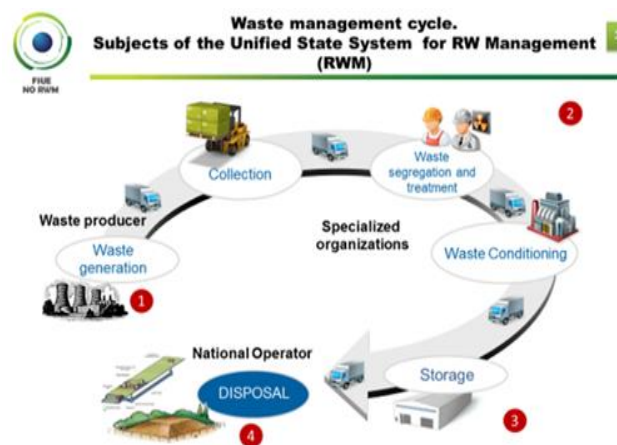 Waste management cycle.
Subjects of the Unified State System for RW Management
(RWM)
FSUE
NO RWM
Collection
Waste
segregation and
treatment
2
Waste producer
Waste
generation
1
Specialized
organizations
Waste Conditioning
National Operator
DISPOSAL
4
Storage
3